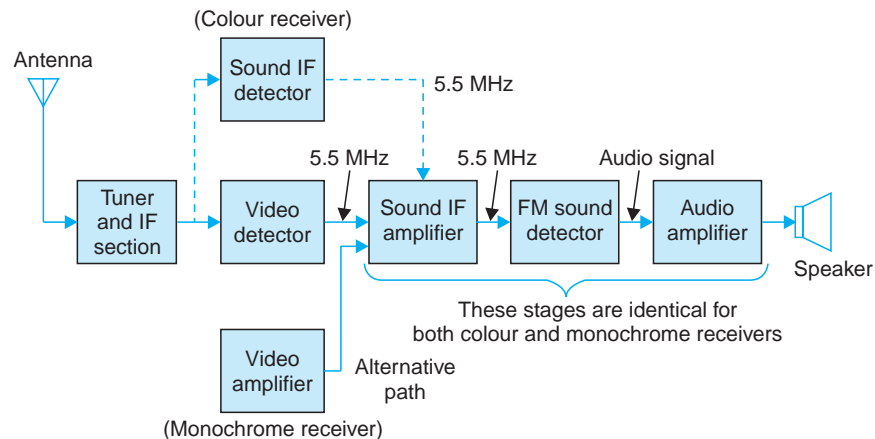 (Colour receiver)
Antenna
Sound IF
detector
5.5 MHz
5.5 MHz
5.5 MHz
Audio signal
Tuner
and IF
section
Video
detector
Sound IF
amplifier
FM sound
detector
Audio
amplifier
Speaker
These stages are identical for
both colour and monochrome receivers
Video
amplifier
Alternative
path
(Monochrome receiver)